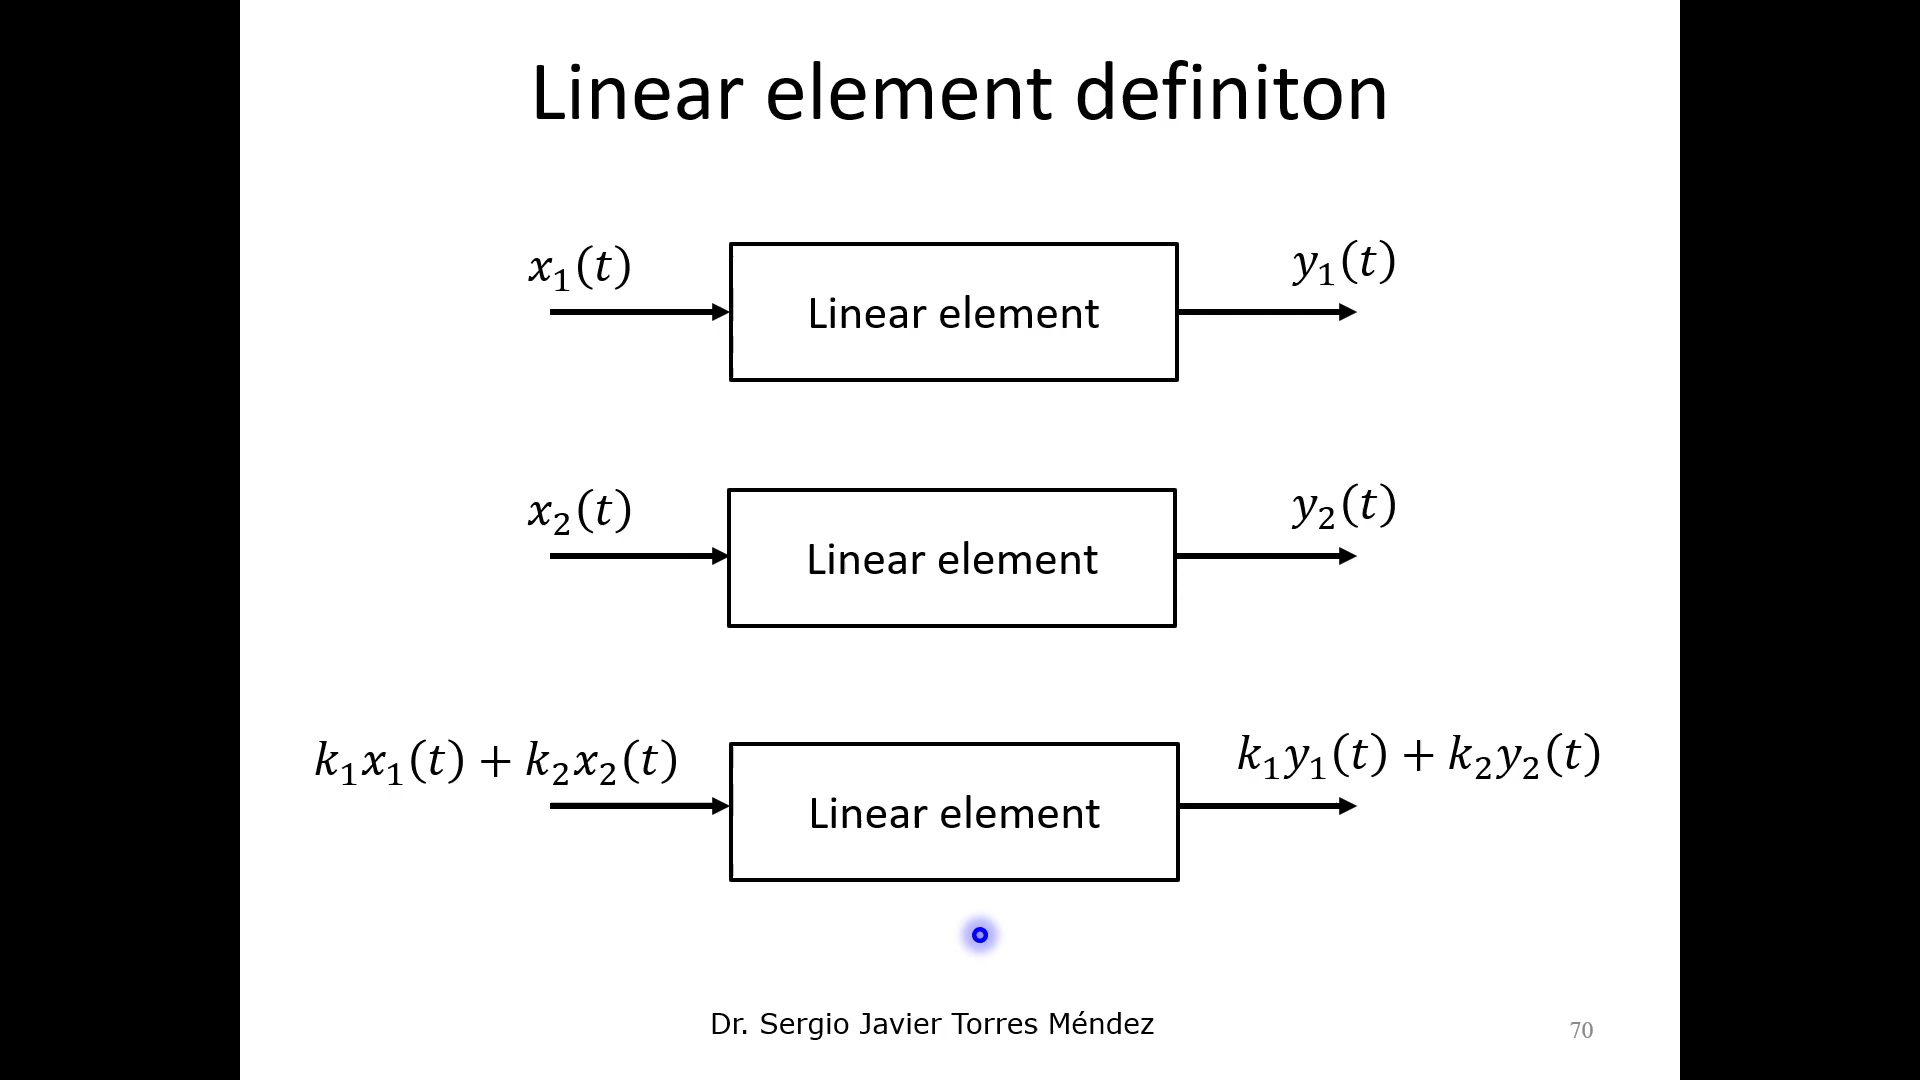 Linear element definiton
x₁(t)
y₁(t)
Linear element
x₂(t)
y₂(t)
Linear element
k₁x₁(t) + k₂x₂(t)
k₁y₁(t) + k₂y₂(t)
Linear element
Dr. Sergio Javier Torres Méndez
70